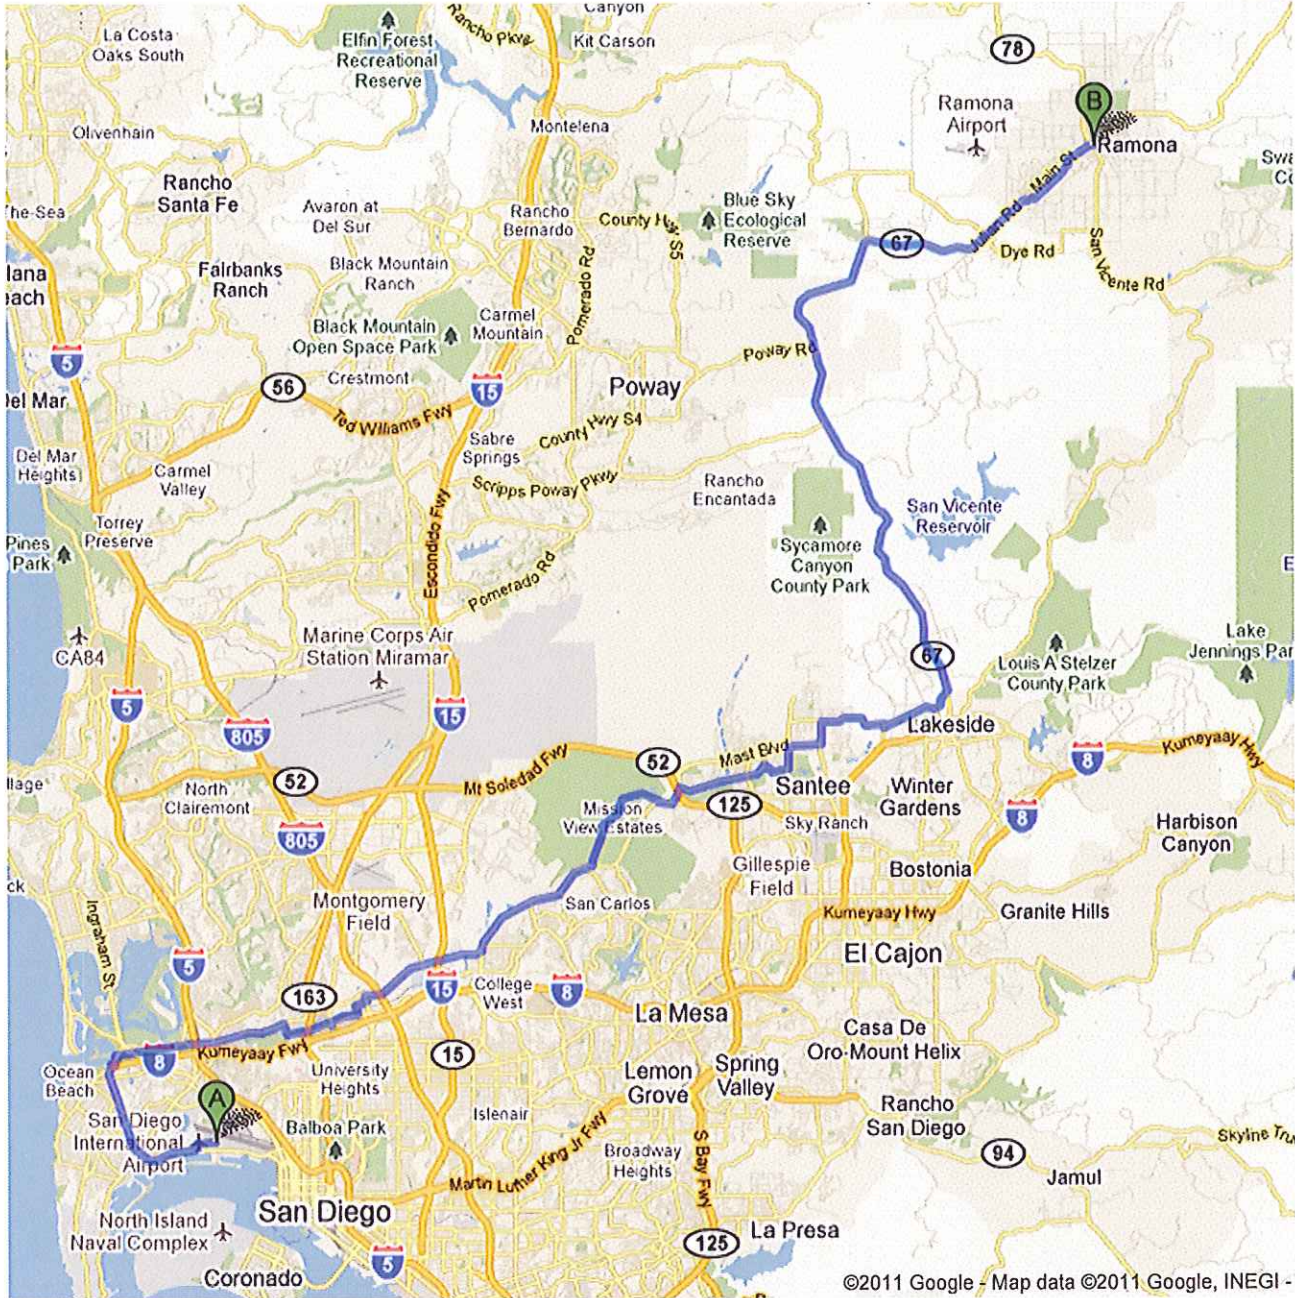 Canyon
La Costa
Oaks South
Elfin Forest
Recreational
Reserve
Rancho Pkwy
Kit Carson
78
Ramona
Airport
B
Ramona
Olivenhain
Montelena
Rancho
Santa Fe
Avaron at
Del Sur
Rancho
Bernardo
County Hwy S5
Blue Sky
Ecological
Reserve
Main St
Julian Rd
67
Dye Rd
San Vicente Rd
The-Sea
Fairbanks
Ranch
Black Mountain
Ranch
Pomerado Rd
lana
each
Black Mountain
Open Space Park
Carmel
Mountain
5
Crestmont
15
Poway
Poway Rd
56
Ted Williams Fwy
Del Mar
County Hwy S4
Sabre
Springs
Del Mar
Heights
Carmel
Valley
Scripps Poway Pkwy
Rancho
Encantada
San Vicente
Reservoir
Torrey
Preserve
Pines
Park
Escondido Fwy
Pomerado Rd
Sycamore
Canyon
County Park
E
CA84
Marine Corps Air
Station Miramar
67
Louis A Stelzer
County Park
Lake
Jennings Par
5
15
805
Lakeside
52
Mt Soledad Fwy
52
Mast Blvd
8
Kumeyaay Hwy
llage
North
Clairemont
Santee
Winter
Gardens
Mission
View Estates
125
Sky Ranch
8
805
Harbison
Canyon
Gillespie
Field
Bostonia
ck
Ingraham St
Montgomery
Field
San Carlos
Kumeyaay Hwy
Granite Hills
5
El Cajon
163
15
College
West
8
La Mesa
Casa De
Oro-Mount Helix
8
Kumeyaay Fwy
15
Ocean
Beach
University
Heights
Lemon
Grove
Spring
Valley
A
San Diego
International
Airport
Balboa Park
Islenair
Rancho
San Diego
Martin Luther King Jr Fwy
Broadway
Heights
S Bay Fwy
94
Jamul
North Island
Naval Complex
San Diego
La Presa
125
5
Coronado
©2011 Google - Map data ©2011 Google, INEGI -